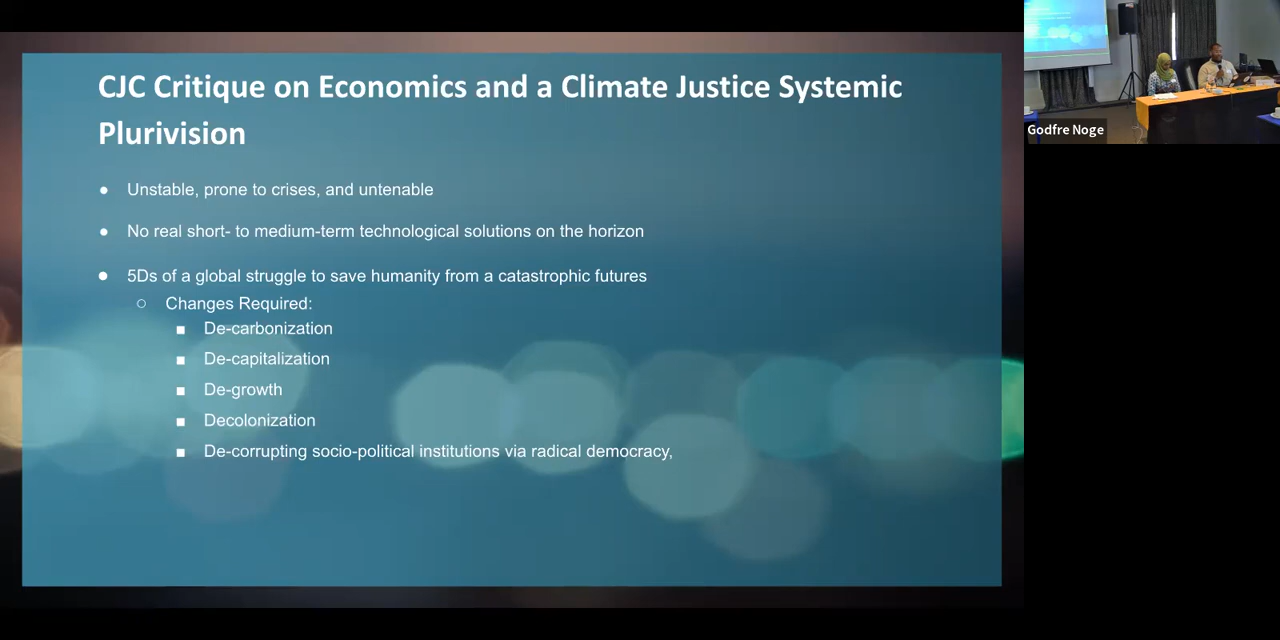 CJC Critique on Economics and a Climate Justice Systemic
Plurivision
● Unstable, prone to crises, and untenable
● No real short- to medium-term technological solutions on the horizon
● 5Ds of a global struggle to save humanity from a catastrophic futures
○ Changes Required:
■ De-carbonization
■ De-capitalization
■ De-growth
■ Decolonization
■ De-corrupting socio-political institutions via radical democracy,
Godfre Noge